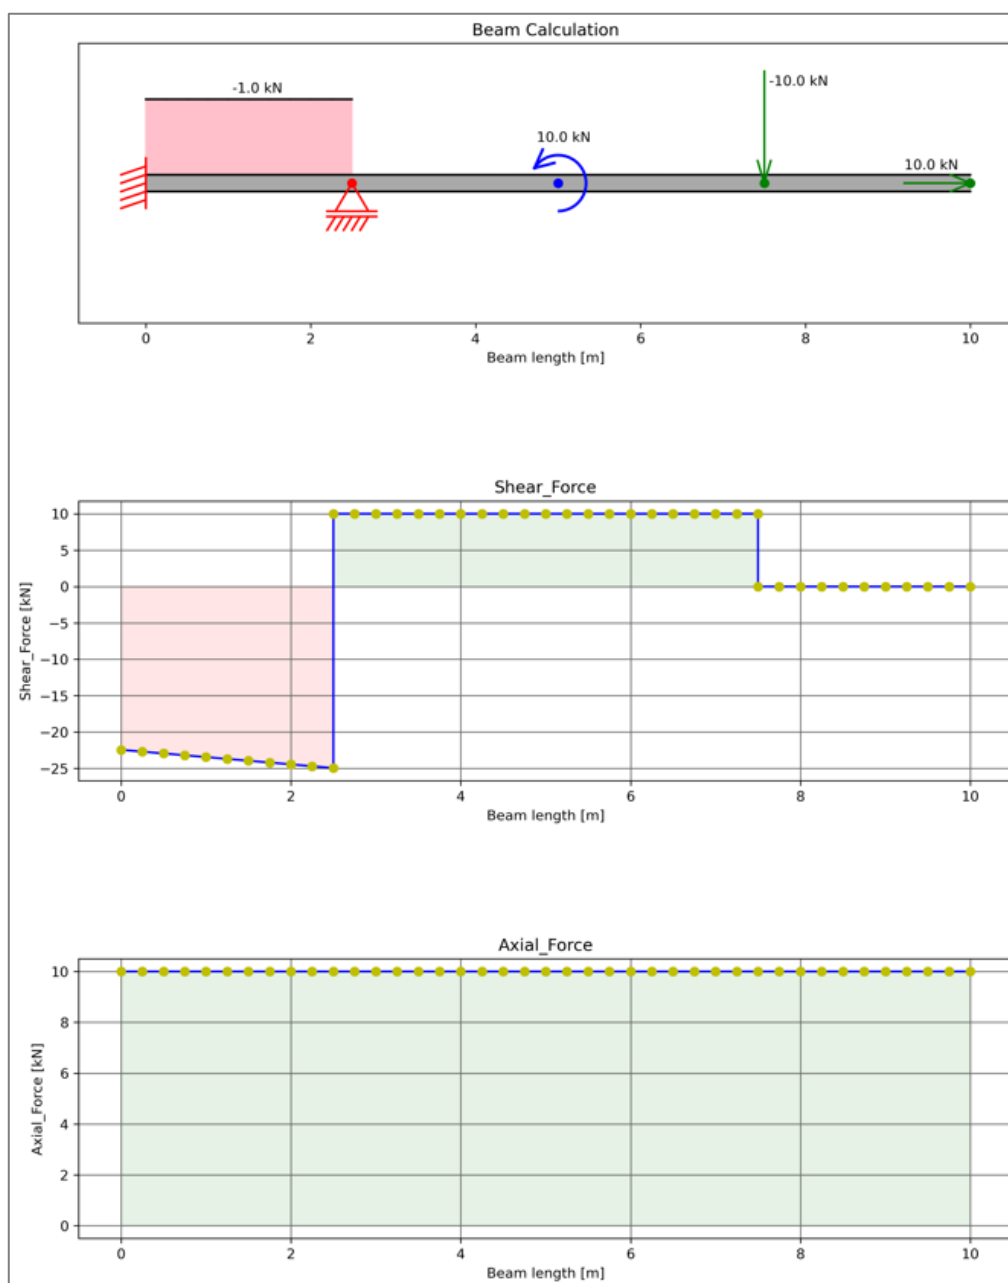 Beam Calculation
-1.0 kN
10.0 kN
-10.0 kN
10.0 kN
0 2 4 6 8 10
Beam length [m]
Shear_Force
Shear_Force [kN]
10
5
0
−5
−10
−15
−20
−25
0 2 4 6 8 10
Beam length [m]
Axial_Force
Axial_Force [kN]
10
8
6
4
2
0
0 2 4 6 8 10
Beam length [m]